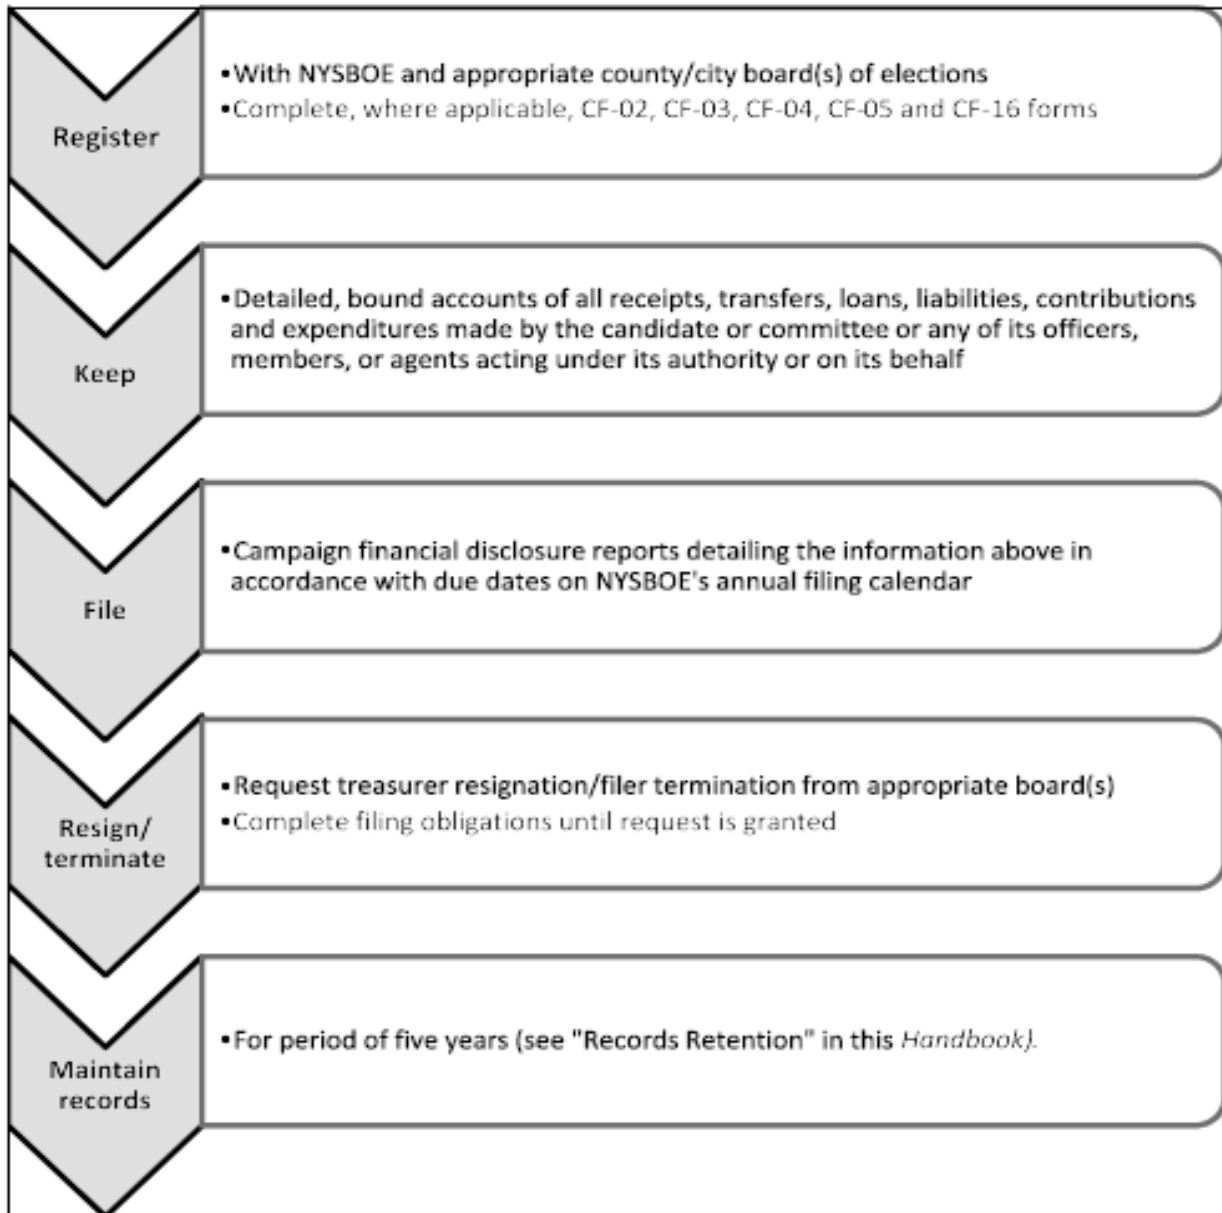 Register
•With NYSBOE and appropriate county/city board(s) of elections
•Complete, where applicable, CF-02, CF-03, CF-04, CF-05 and CF-16 forms
Keep
•Detailed, bound accounts of all receipts, transfers, loans, liabilities, contributions
and expenditures made by the candidate or committee or any of its officers,
members, or agents acting under its authority or on its behalf
File
•Campaign financial disclosure reports detailing the information above in
accordance with due dates on NYSBOE's annual filing calendar
Resign/
terminate
•Request treasurer resignation/filer termination from appropriate board(s)
•Complete filing obligations until request is granted
Maintain
records
•For period of five years (see "Records Retention" in this Handbook).